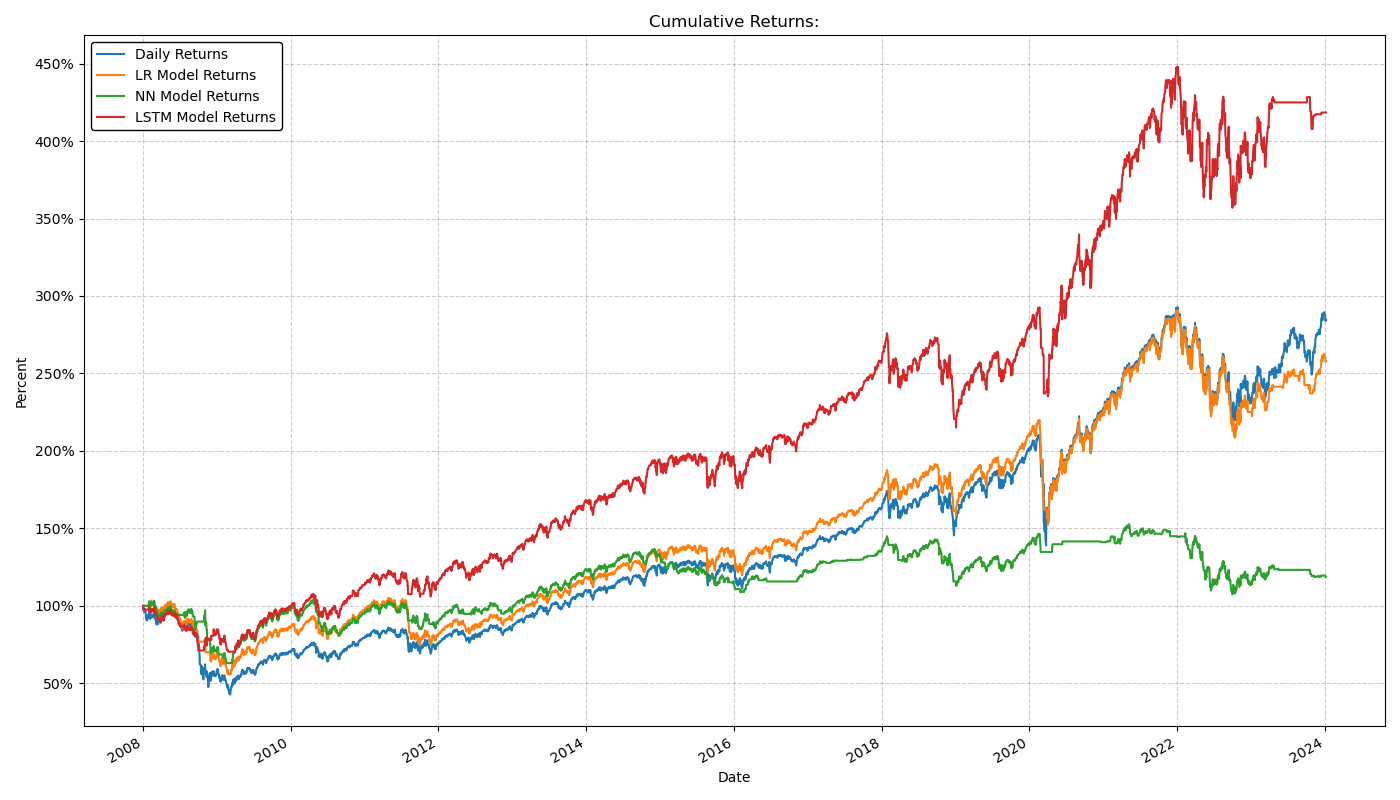 Cumulative Returns:
Daily Returns
LR Model Returns
NN Model Returns
LSTM Model Returns
450%
400%
350%
300%
250%
200%
150%
100%
50%
Percent
2008
2010
2012
2014
2016
2018
2020
2022
2024
Date